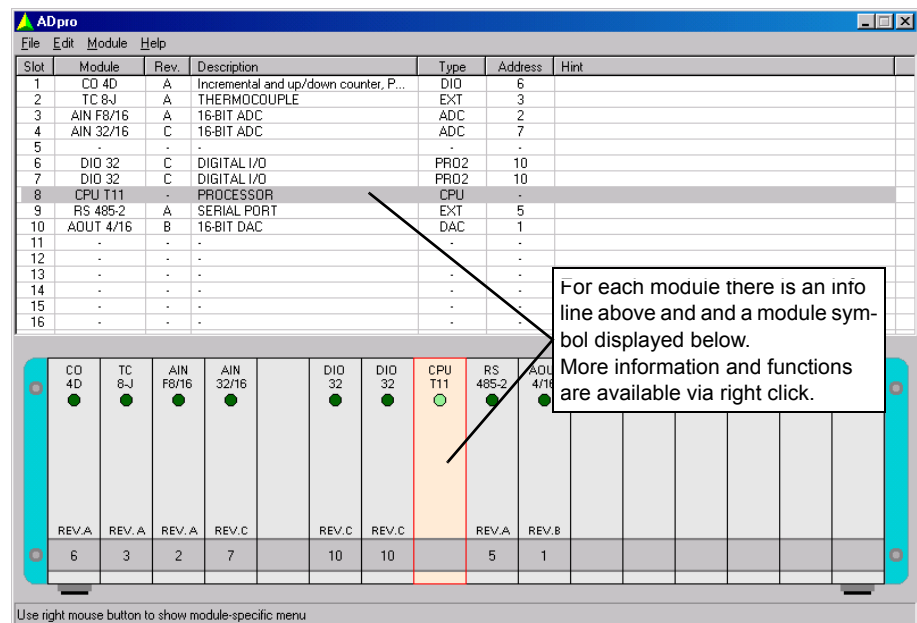 ADpro
File Edit Module Help
Slot Module Rev. Description Type Address Hint
1 CO 4D A Incremental and up/down counter, P... DIO 6
2 TC 8-J A THERMOCOUPLE EXT 3
3 AIN F8/16 A 16-BIT ADC ADC 2
4 AIN 32/16 C 16-BIT ADC ADC 7
5 - - - - -
6 DIO 32 C DIGITAL I/O PRO2 10
7 DIO 32 C DIGITAL I/O PRO2 10
8 CPU T11 - PROCESSOR CPU -
9 RS 485-2 A SERIAL PORT EXT 5
10 AOUT 4/16 B 16-BIT DAC DAC 1
11 - - - - -
12 - - - - -
13 - - - - -
14 - - - - -
15 - - - - -
16 - - - - -
For each module there is an info
line above and and a module sym-
bol displayed below.
More information and functions
are available via right click.
CO TC AIN AIN DIO DIO CPU RS
4D 8-J F8/16 32/16 32 32 T11 485-2 4/16
REV.A REV.A REV.A REV.C REV.C REV.C REV.A REV.B
6 3 2 7 10 10 5 1
Use right mouse button to show module-specific menu